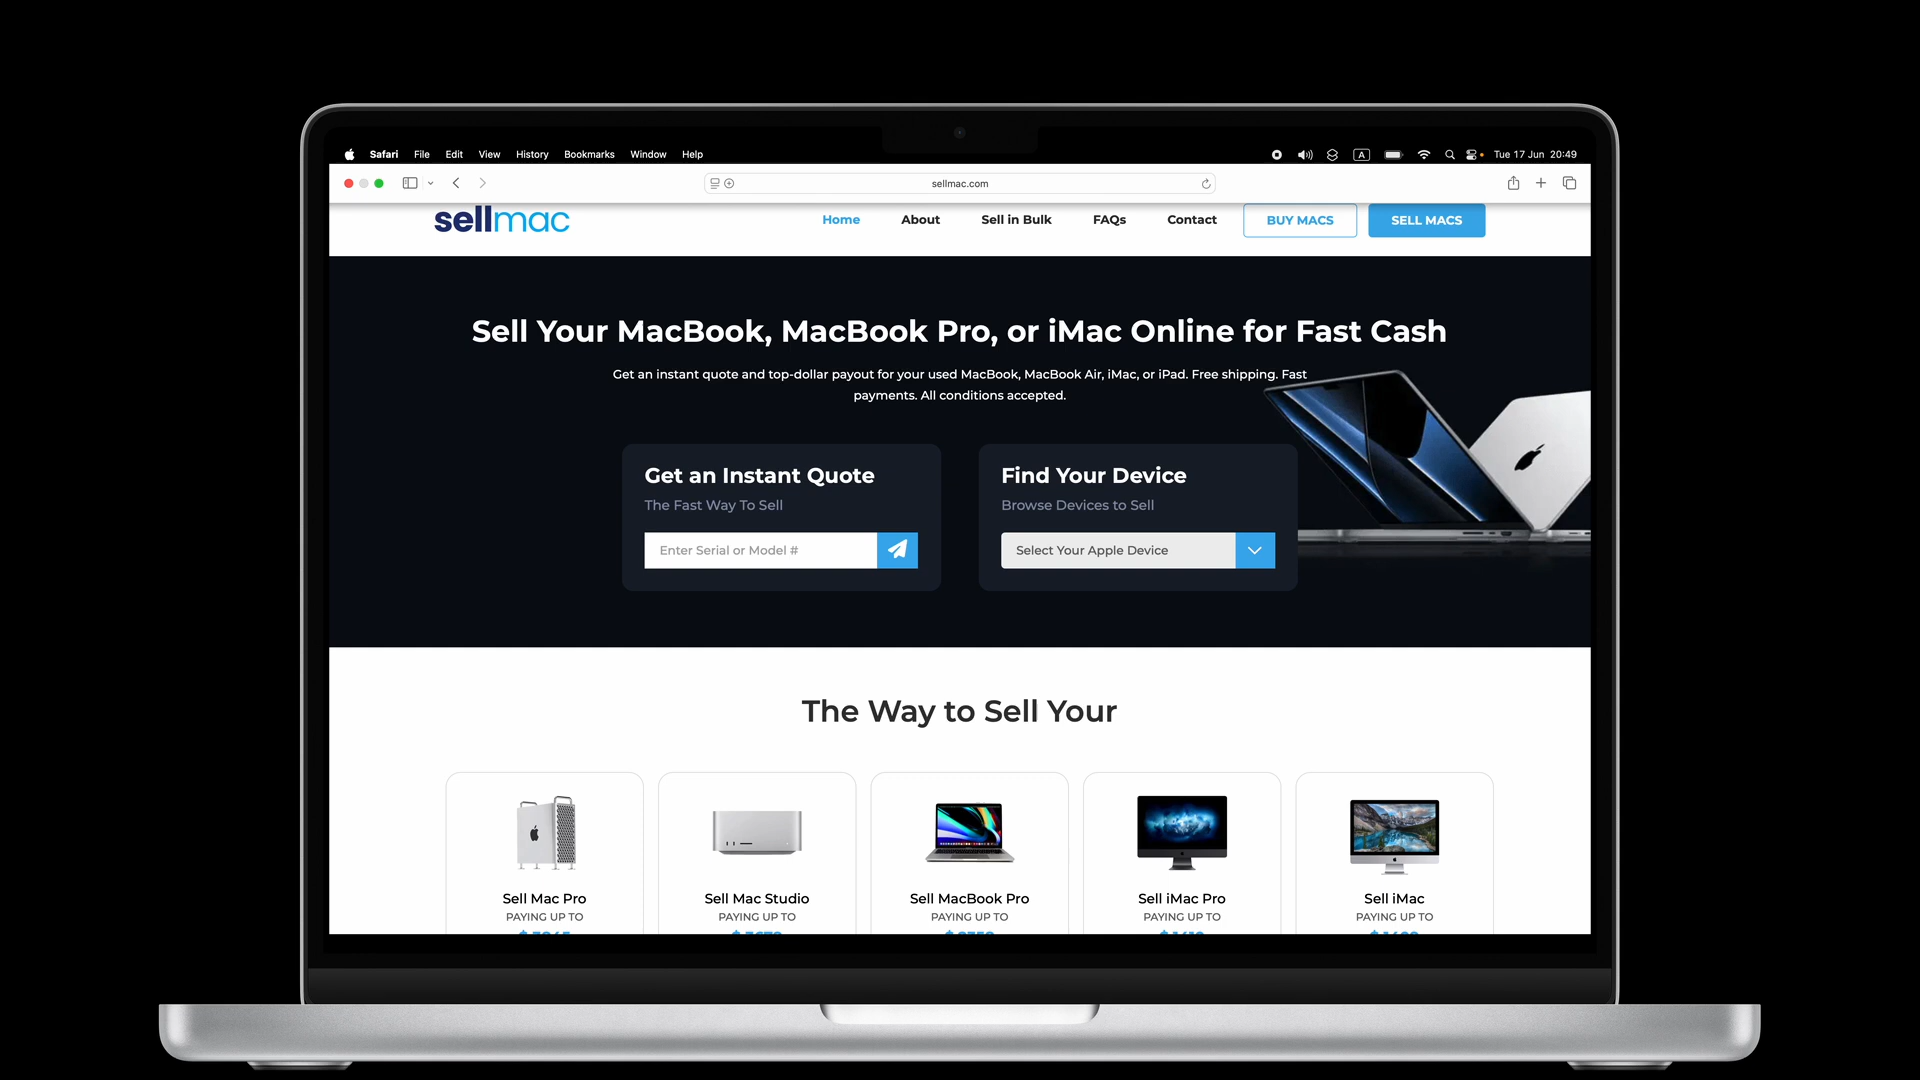 Safari File Edit View History Bookmarks Window Help
A
Tue 17 Jun 20:49
sellmac.com
sellmac
Home About Sell in Bulk FAQs Contact BUY MACS SELL MACS
Sell Your MacBook, MacBook Pro, or iMac Online for Fast Cash
Get an instant quote and top-dollar payout for your used MacBook, MacBook Air, iMac, or iPad. Free shipping. Fast
payments. All conditions accepted.
Get an Instant Quote
The Fast Way To Sell
Enter Serial or Model #
Find Your Device
Browse Devices to Sell
Select Your Apple Device
The Way to Sell Your
Sell Mac Pro
PAYING UP TO
Sell Mac Studio
PAYING UP TO
Sell MacBook Pro
PAYING UP TO
Sell iMac Pro
PAYING UP TO
Sell iMac
PAYING UP TO